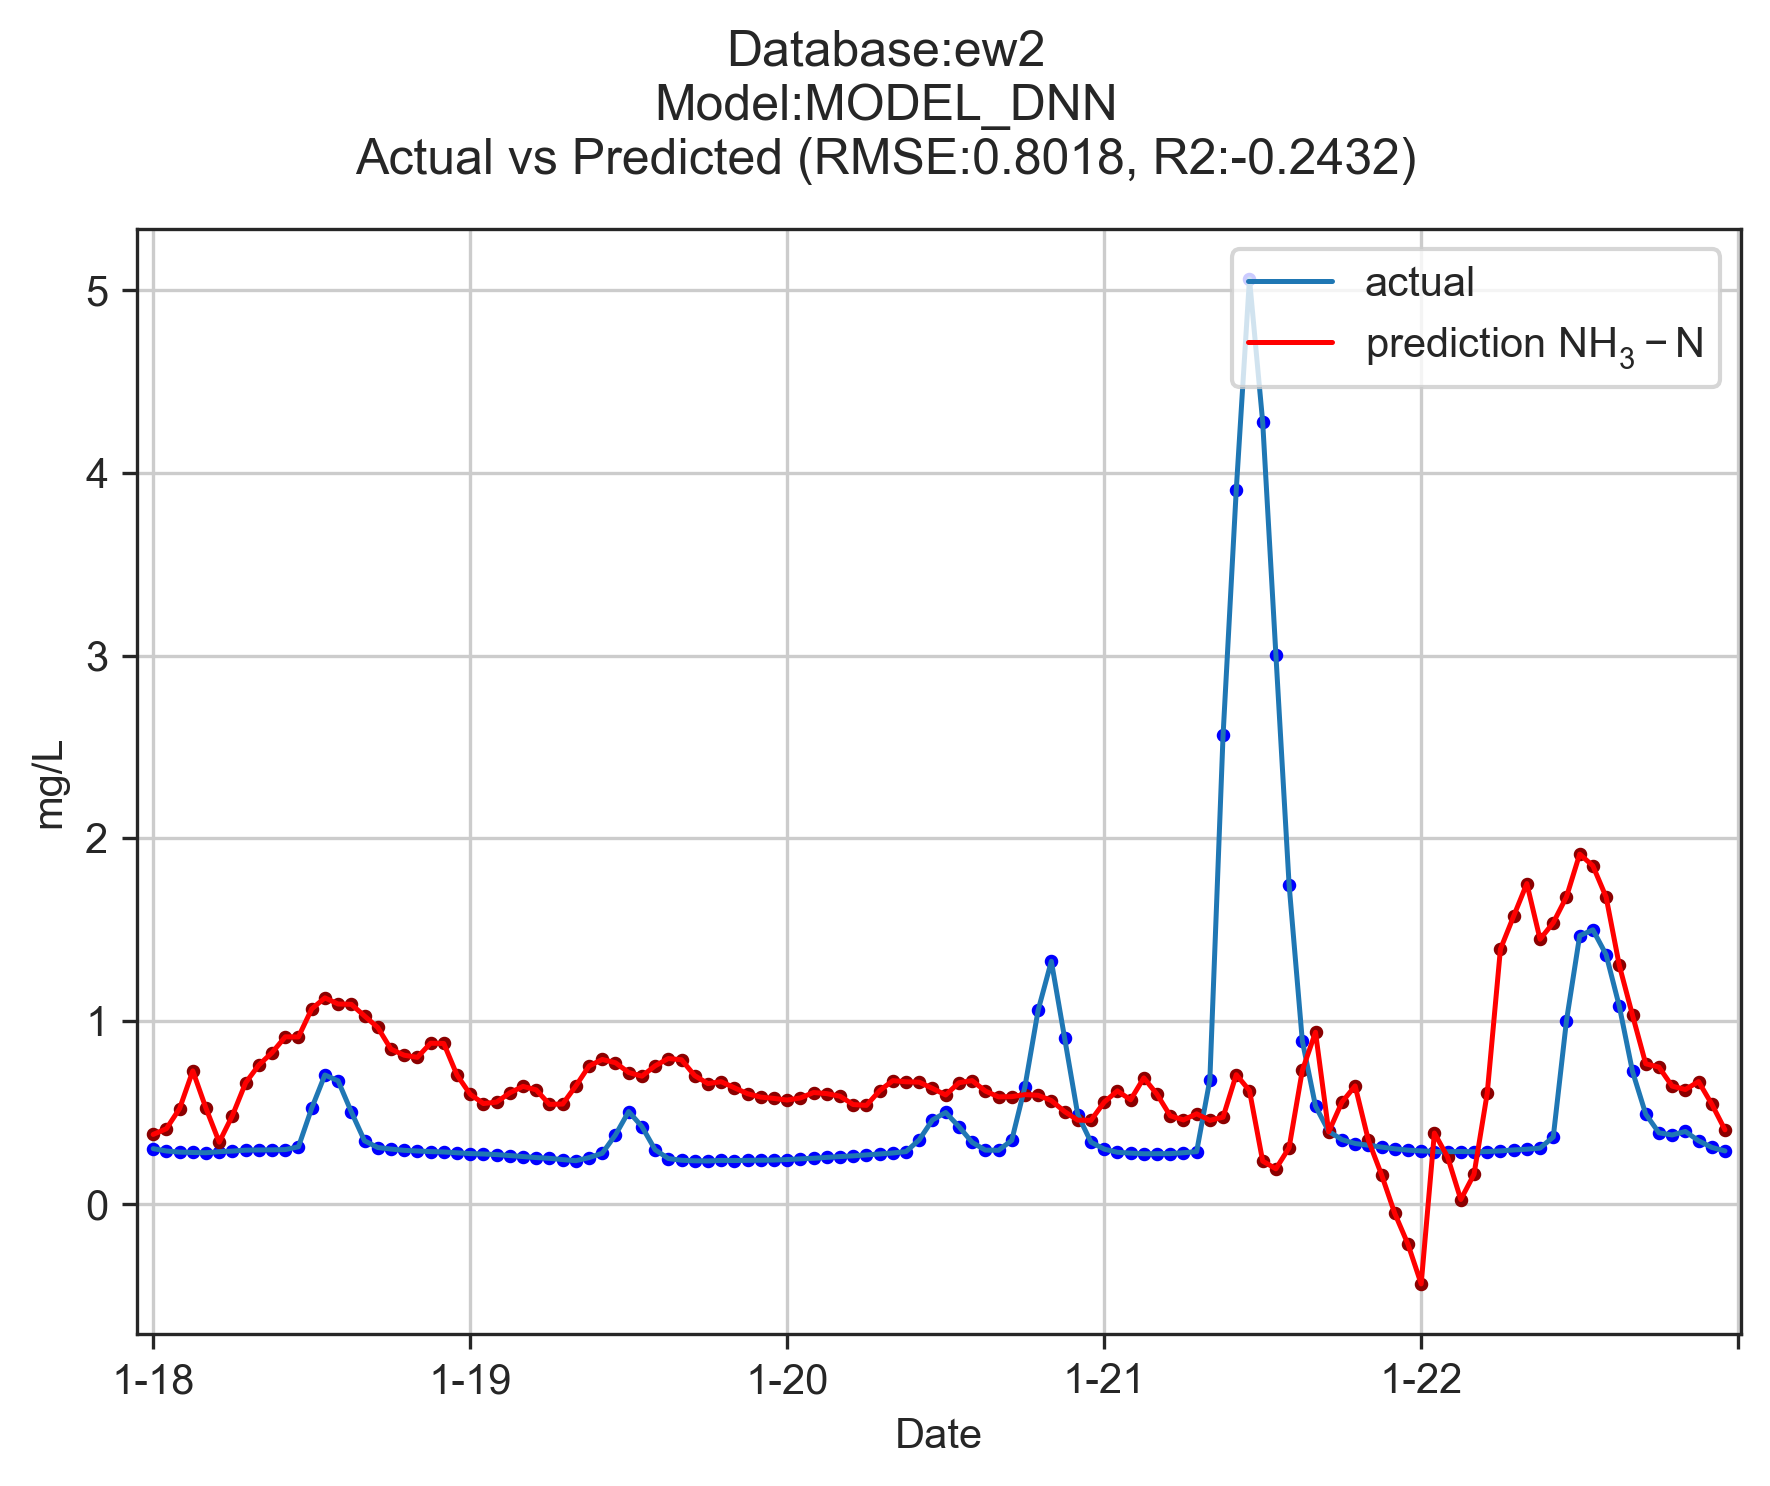 Database:ew2
Model:MODEL_DNN
Actual vs Predicted (RMSE:0.8018, R2:-0.2432)
actual
prediction NH₃ − N
5
4
3
2
1
0
mg/L
1-18 1-19 1-20 1-21 1-22
Date